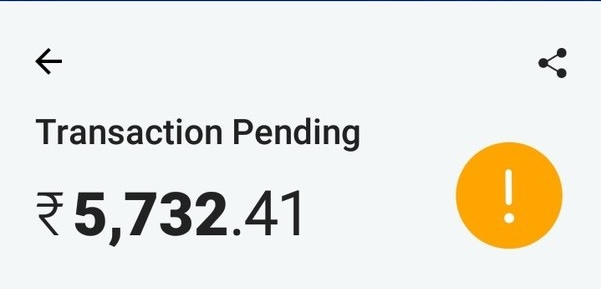 Transaction Pending
₹5,732.41